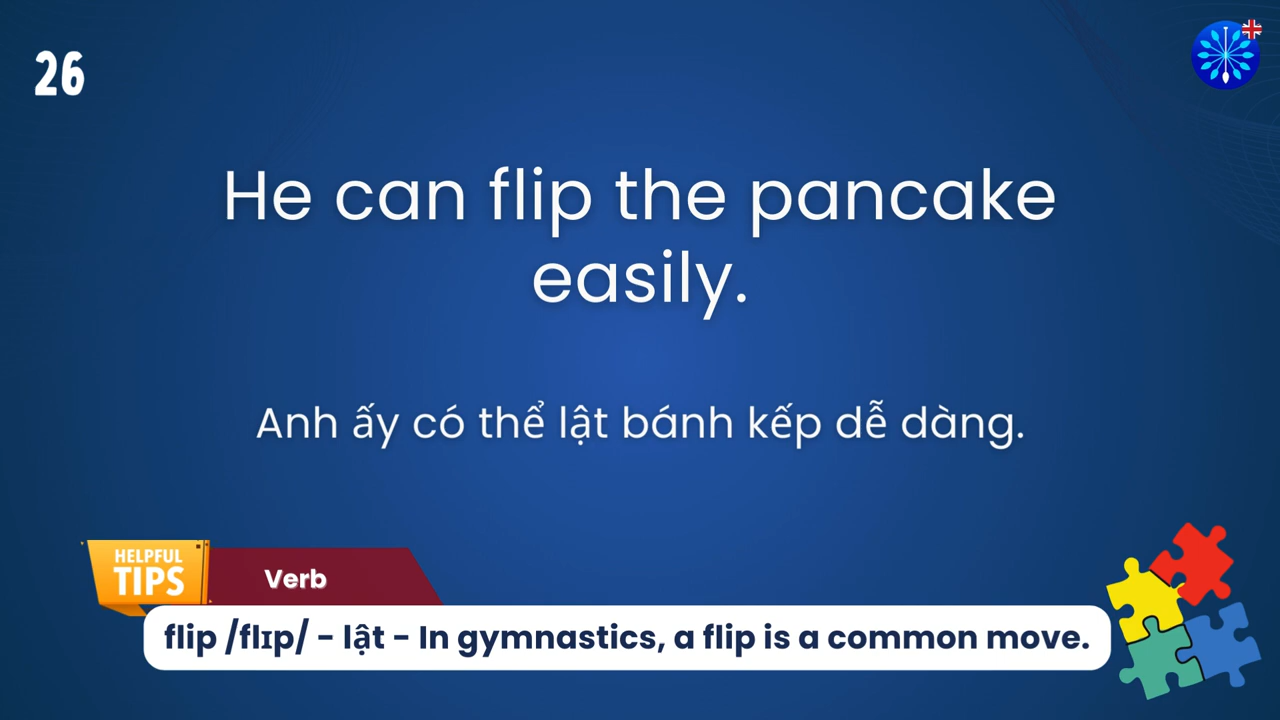 26
He can flip the pancake
easily.
Anh ấy có thể lật bánh kếp dễ dàng.
HELPFUL
TIPS
Verb
flip /flɪp/ - lật - In gymnastics, a flip is a common move.